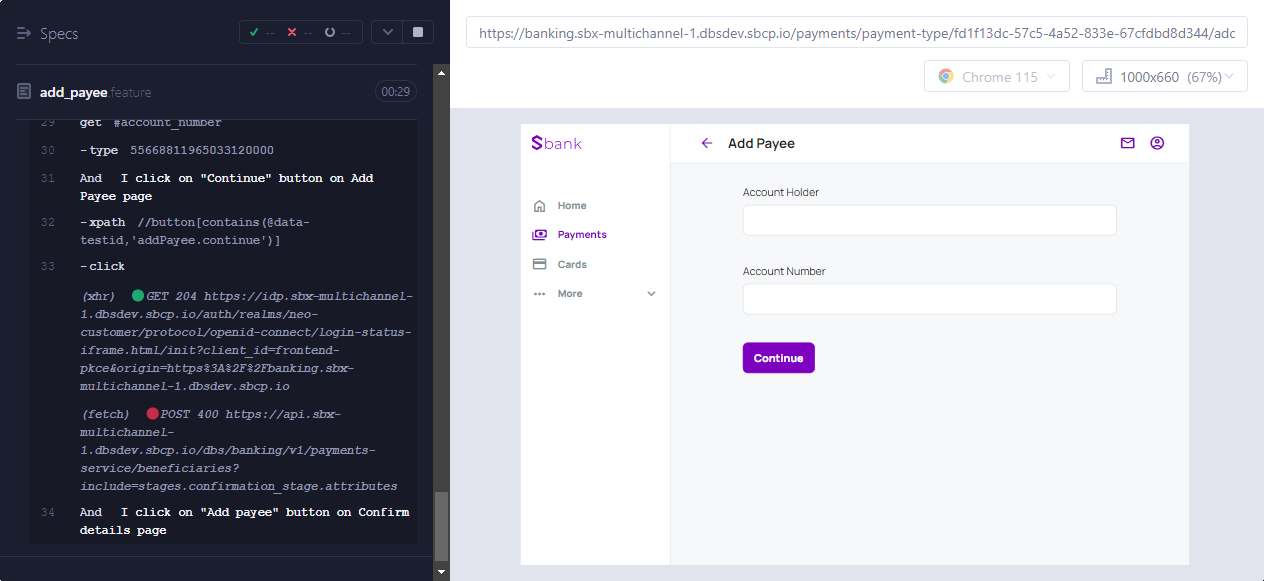 Specs
-- -- --
add_payee.feature
00:29
29 get #account_number
30 -type 55668811965033120000
31 And I click on "Continue" button on Add
Payee page
32 -xpath //button[contains(@data-
testid,'addPayee.continue')]
33 -click
(xhr) GET 204 https://idp.sbx-multichannel-
1.dbsdev.sbcp.io/auth/realms/neo-
customer/protocol/openid-connect/login-status-
iframe.html/init?client_id=frontend-
pkce&origin=https%3A%2F%2Fbanking.sbx-
multichannel-1.dbsdev.sbcp.io
(fetch) POST 400 https://api.sbx-
multichannel-
1.dbsdev.sbcp.io/dbs/banking/v1/payments-
service/beneficiaries?
include=stages.confirmation_stage.attributes
34 And I click on "Add payee" button on Confirm
details page
https://banking.sbx-multichannel-1.dbsdev.sbcp.io/payments/payment-type/fd1f13dc-57c5-4a52-833e-67cfdbd8d344/adc
Chrome 115
1000x660 (67%)
Sbank
Home
Payments
Cards
More
Add Payee
Account Holder
Account Number
Continue